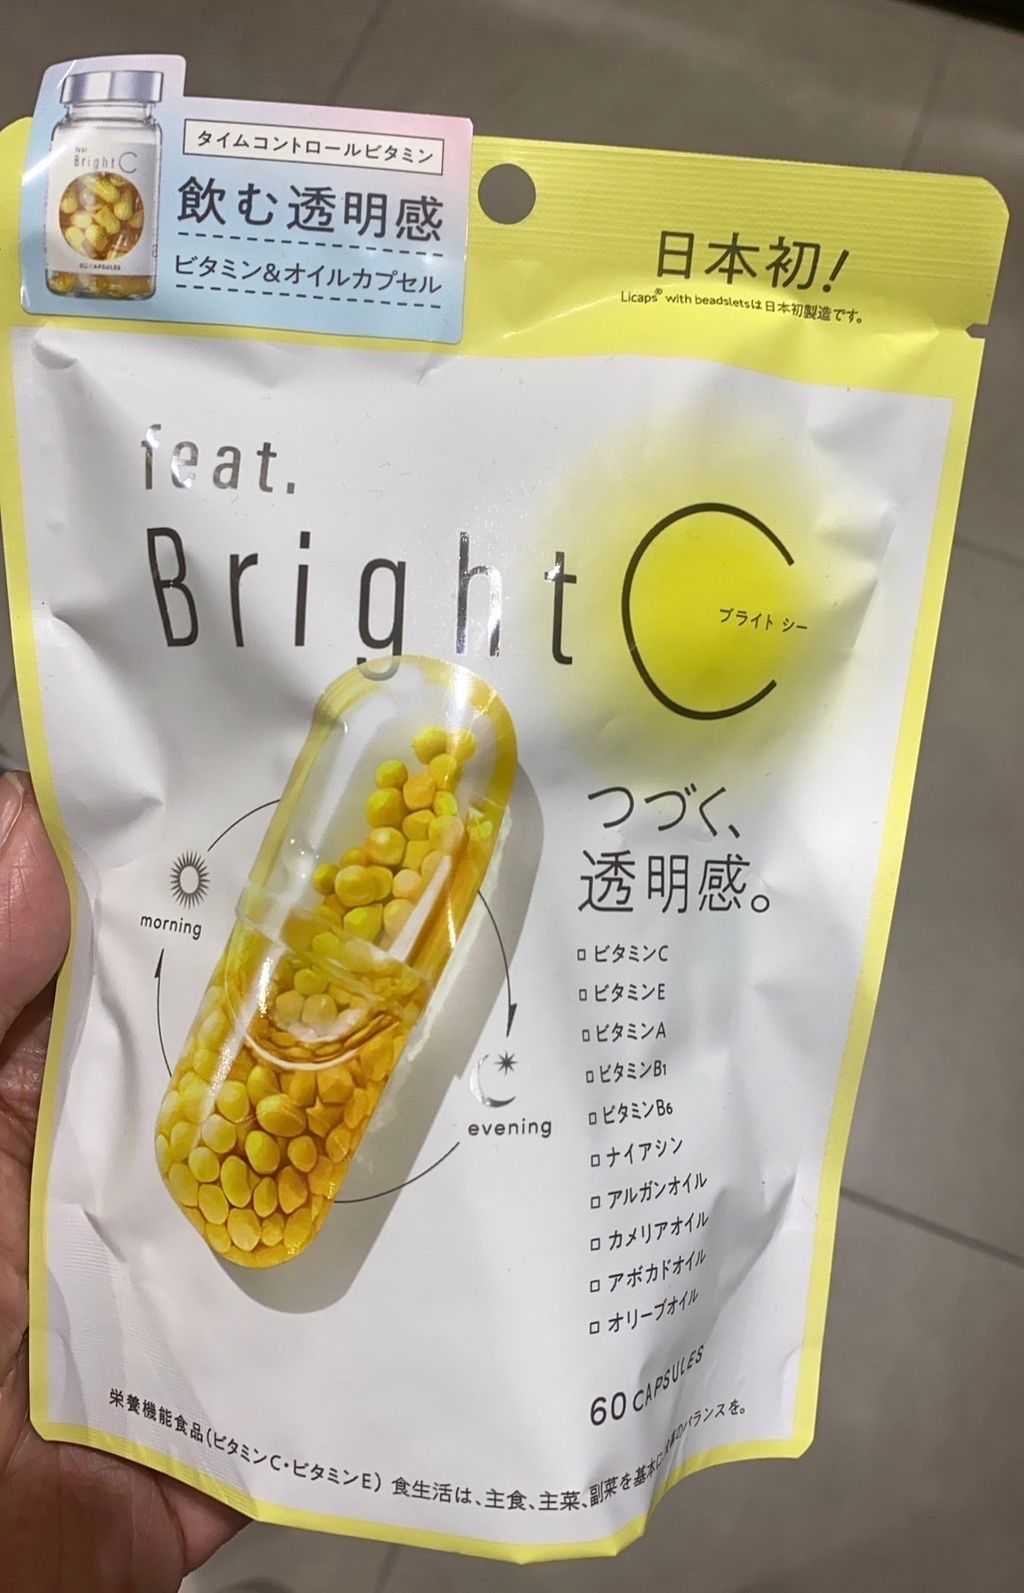 feat.
Bright C
60 CAPSULES
タイムコントロールビタミン
飲む透明感
ビタミン&オイルカプセル
日本初!
Licaps® with beadsletsは日本初製造です。
feat.
Bright C
ブライト シー
つづく、
透明感。
morning
evening
ビタミンC
ビタミンE
ビタミンA
ビタミンB1
ビタミンB6
ナイアシン
アルガンオイル
カメリアオイル
アボカドオイル
オリーブオイル
60 CAPSULES
栄養機能食品(ビタミンC・ビタミンE) 食生活は、主食、主菜、副菜を基本に、食事のバランスを。